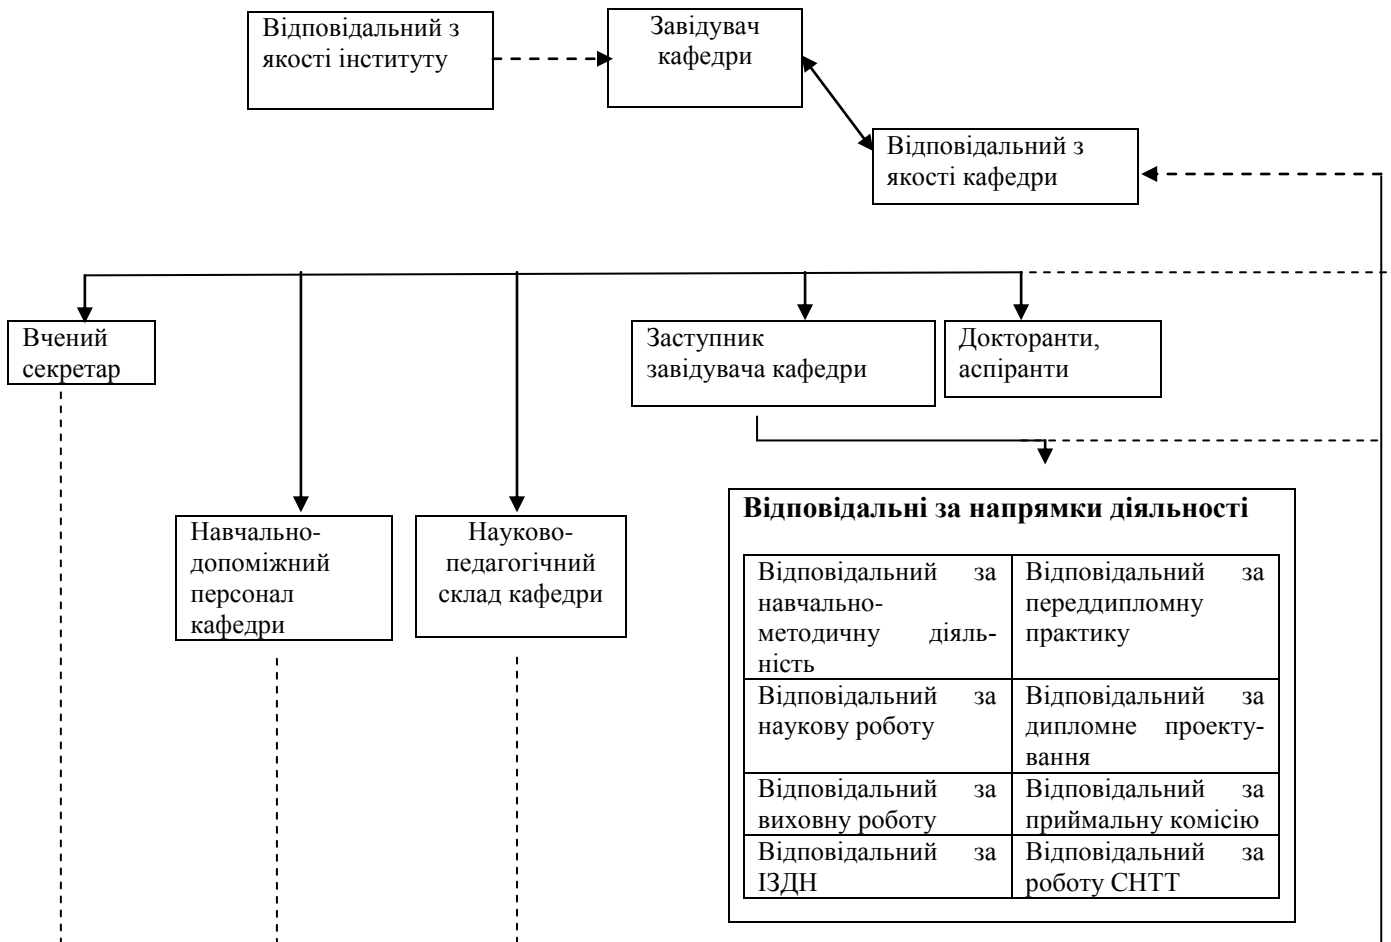 Відповідальний з
якості інституту
Завідувач
кафедри
Відповідальний з
якості кафедри
Вчений
секретар
Заступник
завідувача кафедри
Докторанти,
аспіранти
Навчально-
допоміжний
персонал
кафедри
Науково-
педагогічний
склад кафедри
Відповідальні за напрямки діяльності
Відповідальний за
навчально-
методичну діяль-
ність
Відповідальний за
переддипломну
практику
Відповідальний за
наукову роботу
Відповідальний за
дипломне проекту-
вання
Відповідальний за
виховну роботу
Відповідальний за
приймальну комісію
Відповідальний за
ІЗДН
Відповідальний за
роботу СНТТ